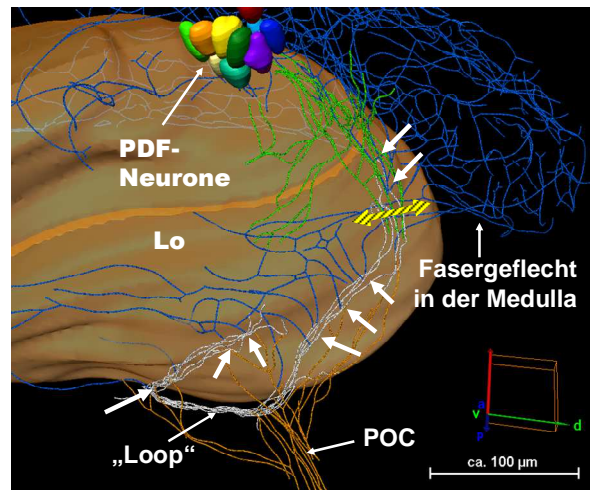 PDF-
Neurone
Lo
Fasergeflecht
in der Medulla
„Loop“
POC
a
v
p
d
ca. 100 µm